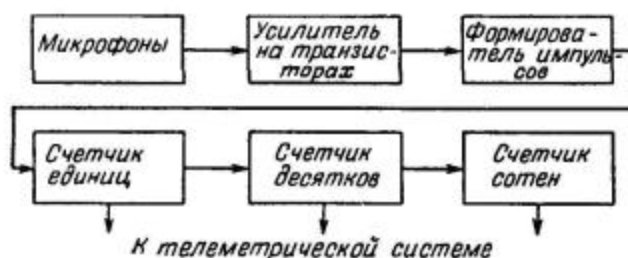 Микрофоны
Усилитель
на транзис-
торах
Формирова-
тель импуль-
сов
Счетчик
единиц
Счетчик
десятков
Счетчик
сотен
К телеметрической системе